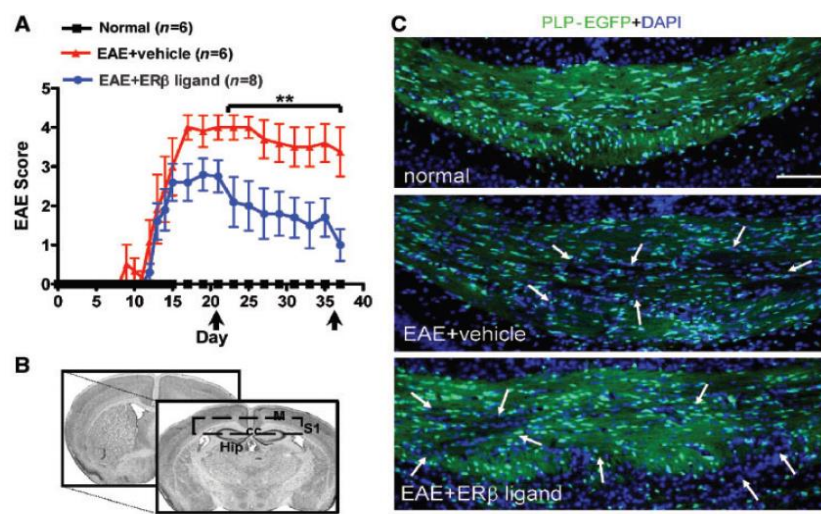 A
Normal (n=6)
EAE+vehicle (n=6)
EAE+ERβ ligand (n=8)
**
EAE Score
5
4
3
2
1
0
0 5 10 15 20 25 30 35 40
Day
B
M
S1
cc
Hip
C
PLP-EGFP+DAPI
normal
EAE+vehicle
EAE+ERβ ligand